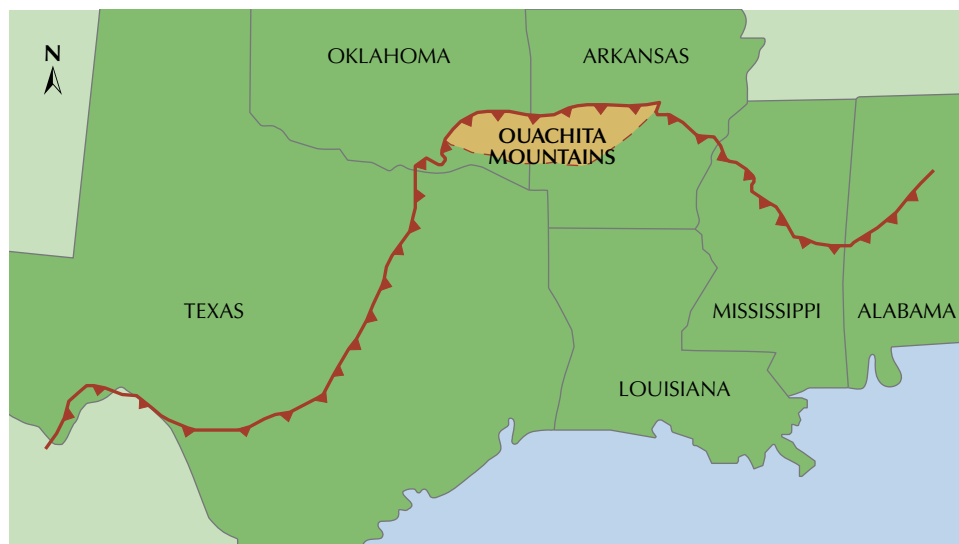 N
OKLAHOMA
ARKANSAS
OUACHITA
MOUNTAINS
TEXAS
MISSISSIPPI
ALABAMA
LOUISIANA